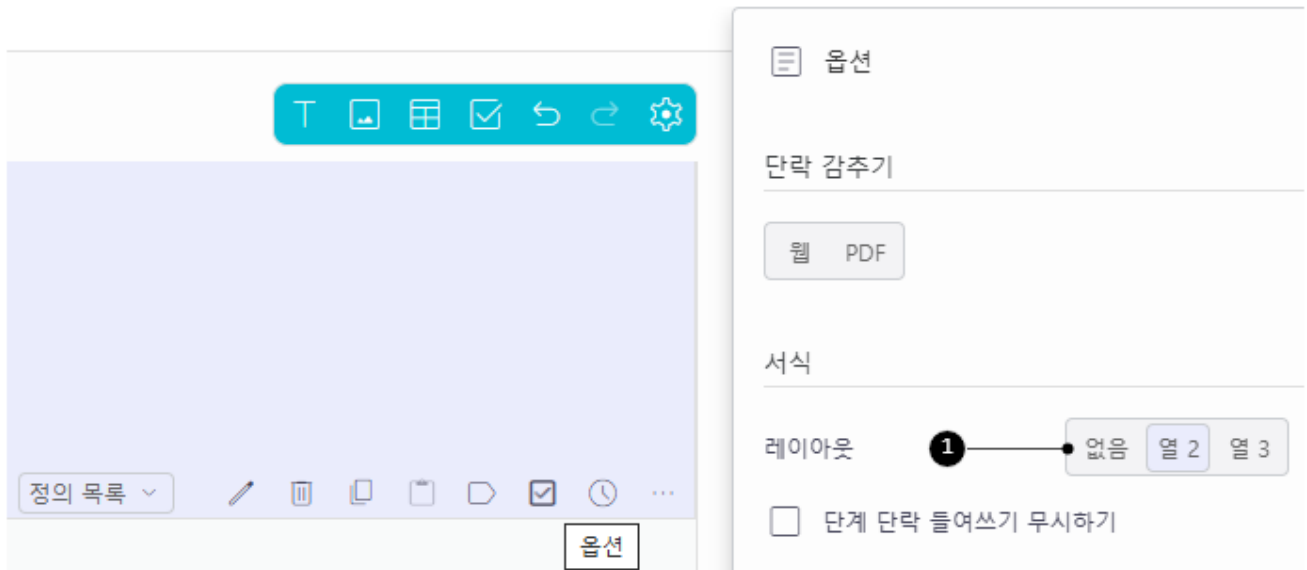 옵션
단락 감추기
웹 PDF
서식
레이아웃 1 없음 열 2 열 3
정의 목록
단계 단락 들여쓰기 무시하기
옵션